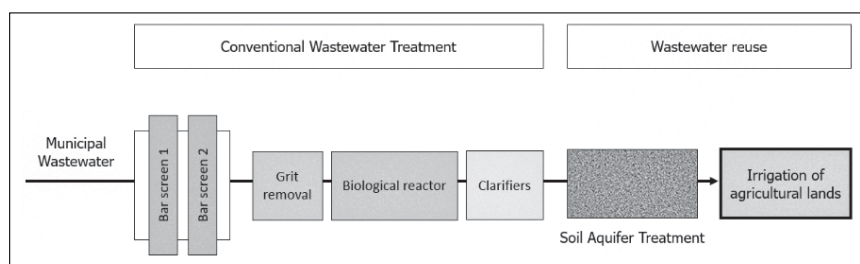 Conventional Wastewater Treatment
Wastewater reuse
Municipal
Wastewater
Bar screen 1
Bar screen 2
Grit
removal
Biological reactor
Clarifiers
Soil Aquifer Treatment
Irrigation of
agricultural lands